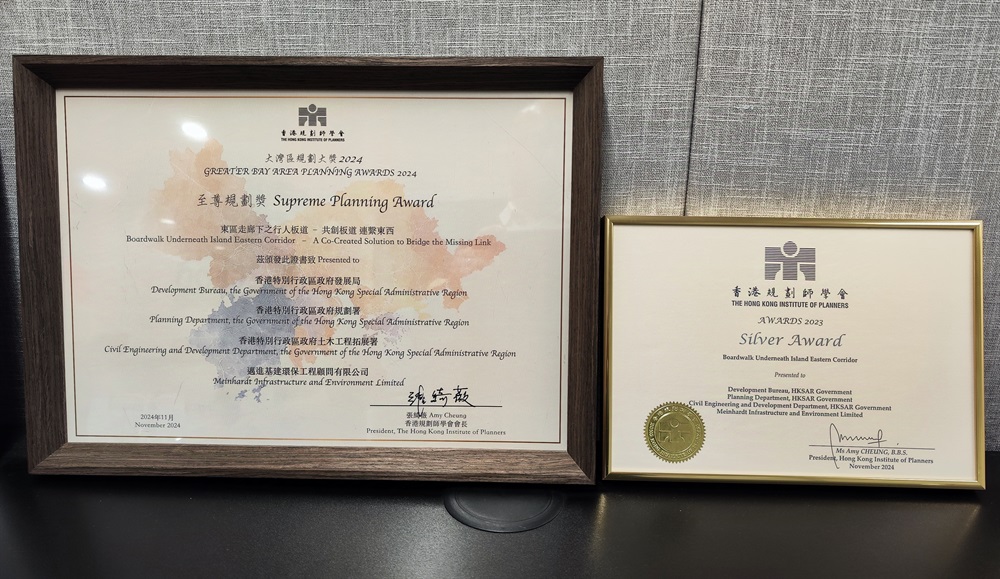 香港規劃師學會
THE HONG KONG INSTITUTE OF PLANNERS
大灣區規劃大獎2024
GREATER BAY AREA PLANNING AWARDS 2024
至尊規劃獎 Supreme Planning Award
東區走廊下之行人板道 – 共創板道 連繫東西
Boardwalk Underneath Island Eastern Corridor – A Co-Created Solution to Bridge the Missing Link
茲頒發此證書致 Presented to
香港特別行政區政府發展局
Development Bureau, the Government of the Hong Kong Special Administrative Region
香港特別行政區政府規劃署
Planning Department, the Government of the Hong Kong Special Administrative Region
香港特別行政區政府土木工程拓展署
Civil Engineering and Development Department, the Government of the Hong Kong Special Administrative Region
邁進基建環保工程顧問有限公司
Meinhardt Infrastructure and Environment Limited
2024年11月
November 2024
張綺薇 Amy Cheung
香港規劃師學會會長
President, The Hong Kong Institute of Planners
香港規劃師學會
THE HONG KONG INSTITUTE OF PLANNERS
AWARDS 2023
Silver Award
Boardwalk Underneath Island Eastern Corridor
Presented to
Development Bureau, HKSAR Government
Planning Department, HKSAR Government
Civil Engineering and Development Department, HKSAR Government
Meinhardt Infrastructure and Environment Limited
Ms Amy CHEUNG, B.B.S.
President, Hong Kong Institute of Planners
November 2024